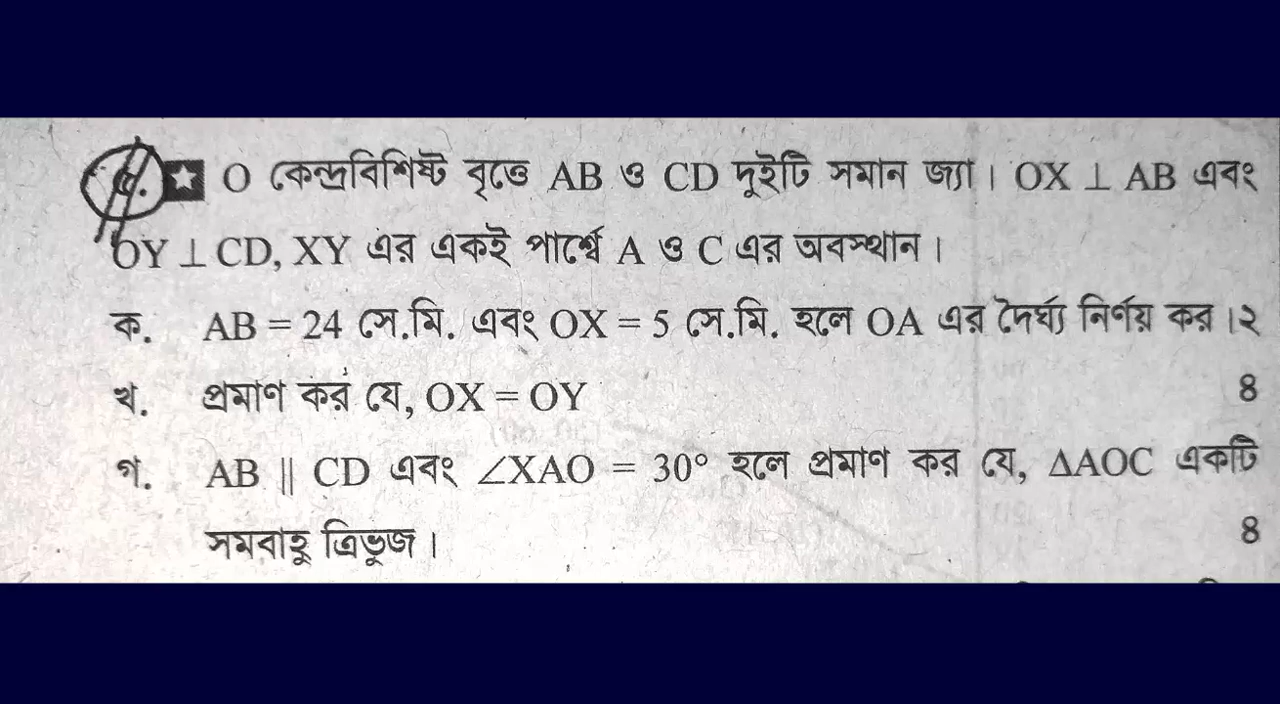 O কেন্দ্রবিশিষ্ট বৃত্তে AB ও CD দুইটি সমান জ্যা। OX ⊥ AB এবং
OY ⊥ CD, XY এর একই পার্শ্বে A ও C এর অবস্থান।
ক. AB = 24 সে.মি. এবং OX = 5 সে.মি. হলে OA এর দৈর্ঘ্য নির্ণয় কর।২
খ. প্রমাণ কর যে, OX = OY ৪
গ. AB || CD এবং ∠XAO = 30° হলে প্রমাণ কর যে, ΔAOC একটি
সমবাহু ত্রিভুজ। ৪